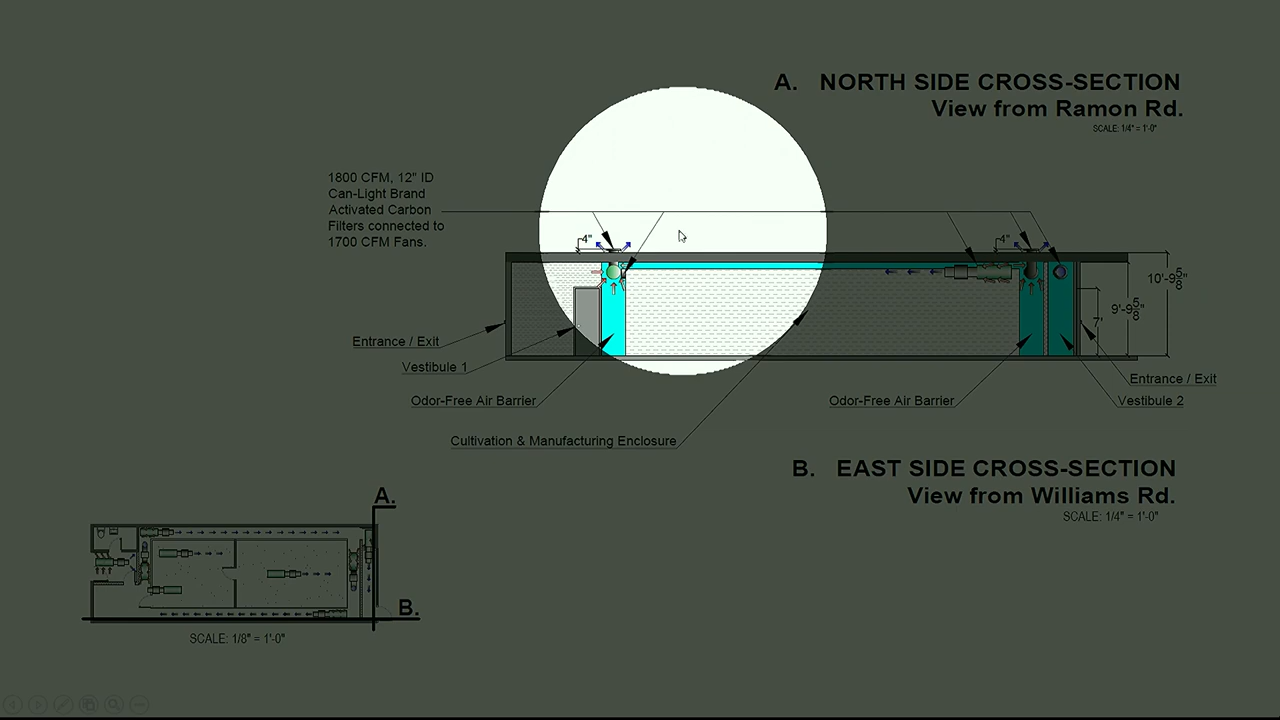 A. NORTH SIDE CROSS-SECTION
View from Ramon Rd.
SCALE: 1/4" = 1'-0"
1800 CFM, 12" ID
Can-Light Brand
Activated Carbon
Filters connected to
1700 CFM Fans.
4"
4"
10'-9 5/8"
9'-9 5/8"
7'
Entrance / Exit
Vestibule 1
Odor-Free Air Barrier
Cultivation & Manufacturing Enclosure
Odor-Free Air Barrier
Entrance / Exit
Vestibule 2
B. EAST SIDE CROSS-SECTION
View from Williams Rd.
SCALE: 1/4" = 1'-0"
A.
B.
SCALE: 1/8" = 1'-0"